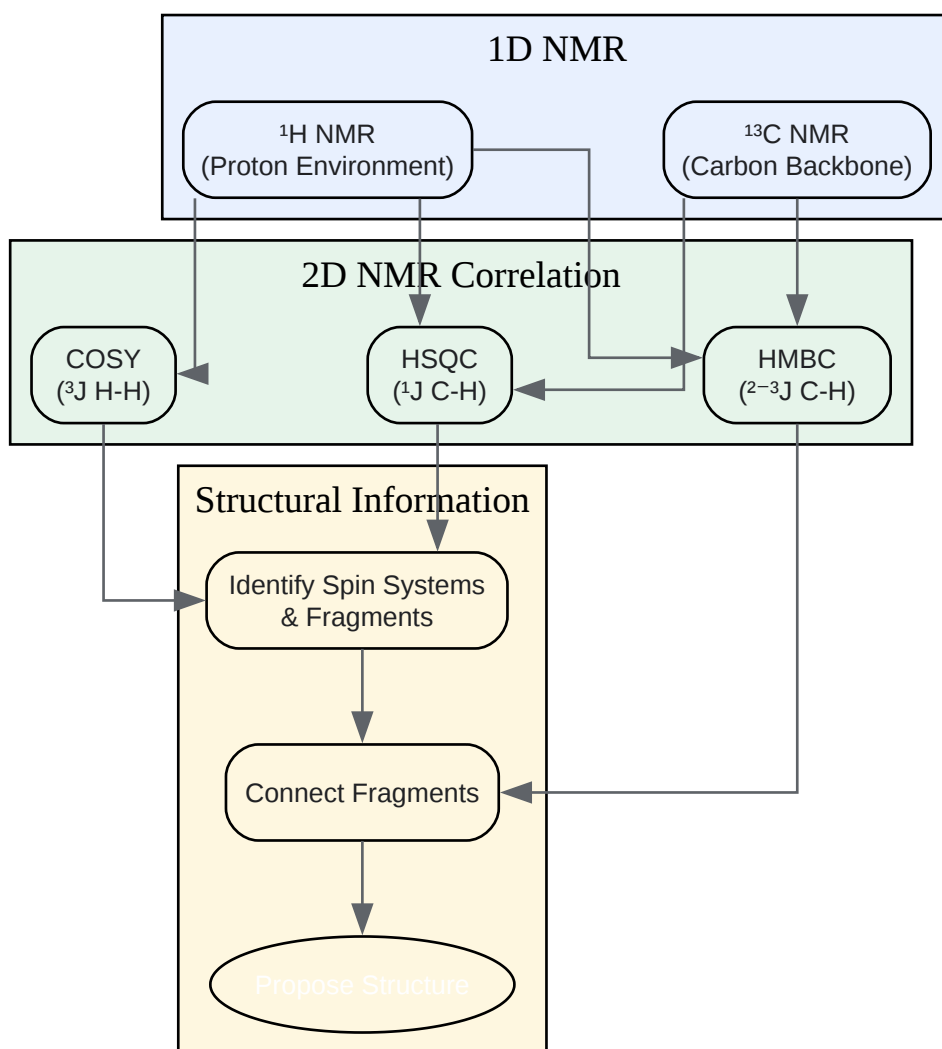 1D NMR
¹H NMR
(Proton Environment)
¹³C NMR
(Carbon Backbone)
2D NMR Correlation
COSY
(³J H-H)
HSQC
(¹J C-H)
HMBC
(²⁻³J C-H)
Structural Information
Identify Spin Systems
& Fragments
Connect Fragments
Propose Structure